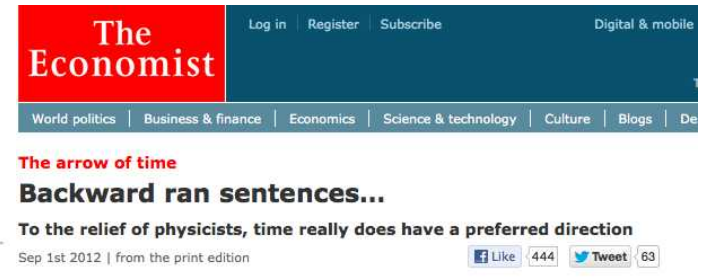 The
Economist
Log in Register Subscribe Digital & mobile
World politics Business & finance Economics Science & technology Culture Blogs De
The arrow of time
Backward ran sentences...
To the relief of physicists, time really does have a preferred direction
Sep 1st 2012 | from the print edition Like 444 Tweet 63